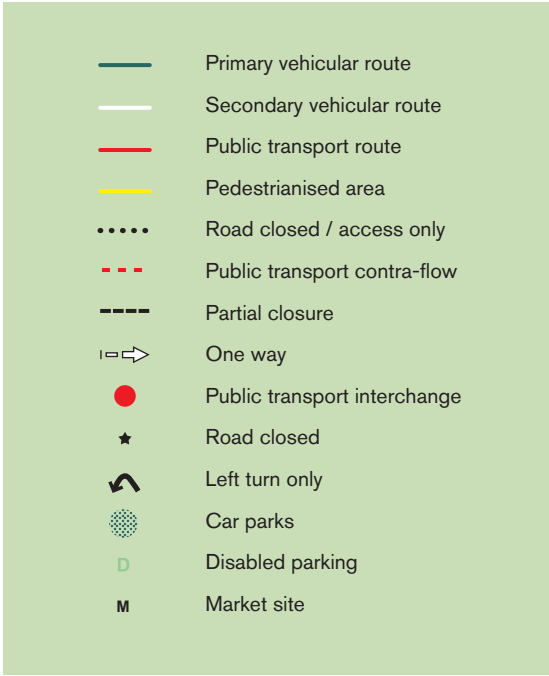 Primary vehicular route
Secondary vehicular route
Public transport route
Pedestrianised area
Road closed / access only
Public transport contra-flow
Partial closure
One way
Public transport interchange
Road closed
Left turn only
Car parks
D Disabled parking
M Market site